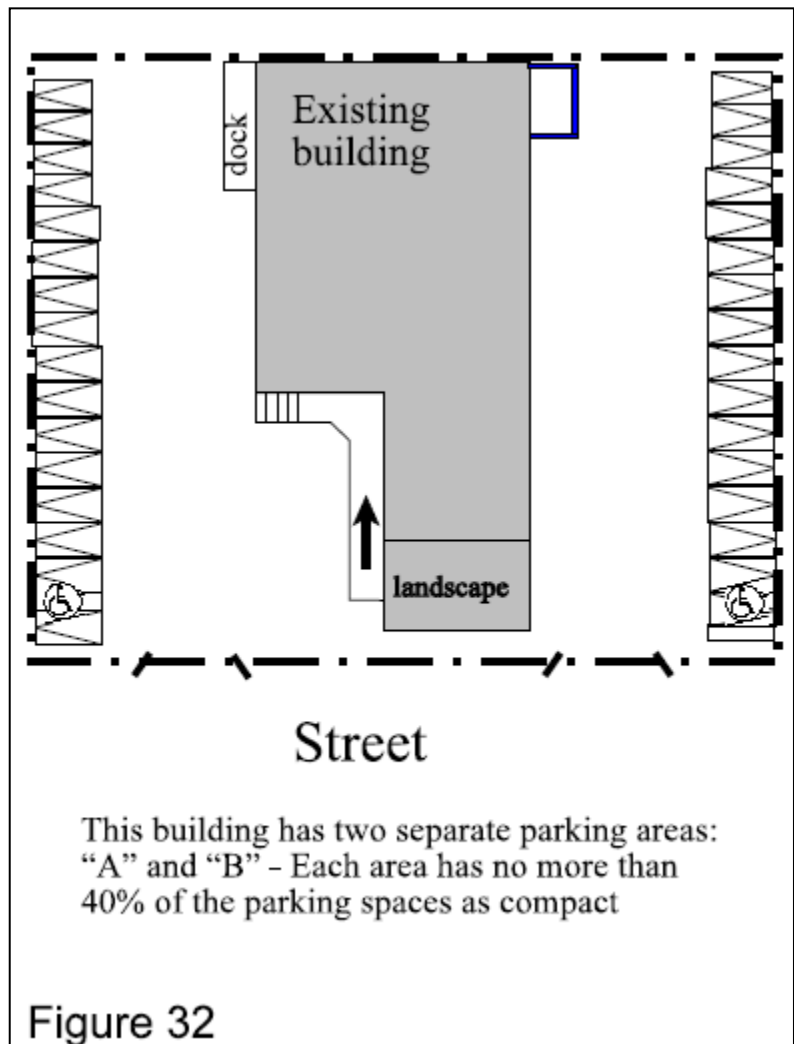 Existing
building
dock
landscape
Street
This building has two separate parking areas:
“A” and “B” - Each area has no more than
40% of the parking spaces as compact
Figure 32